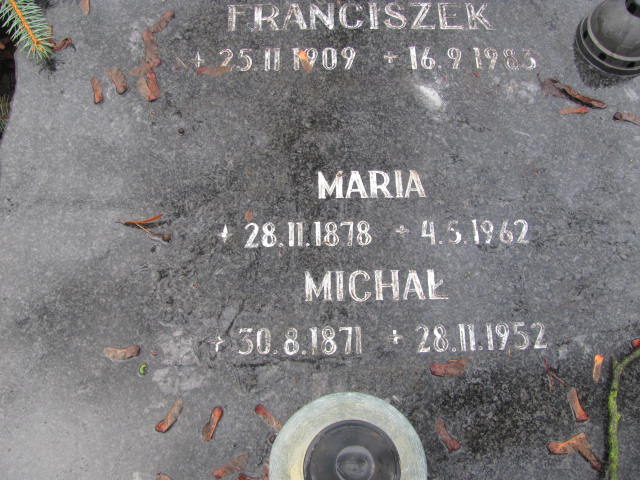 FRANCISZEK
+ 25.11.1909 + 16.9.1983
MARIA
+ 28.11.1878 + 4.5.1962
MICHAŁ
+ 30.8.1871 + 28.11.1952